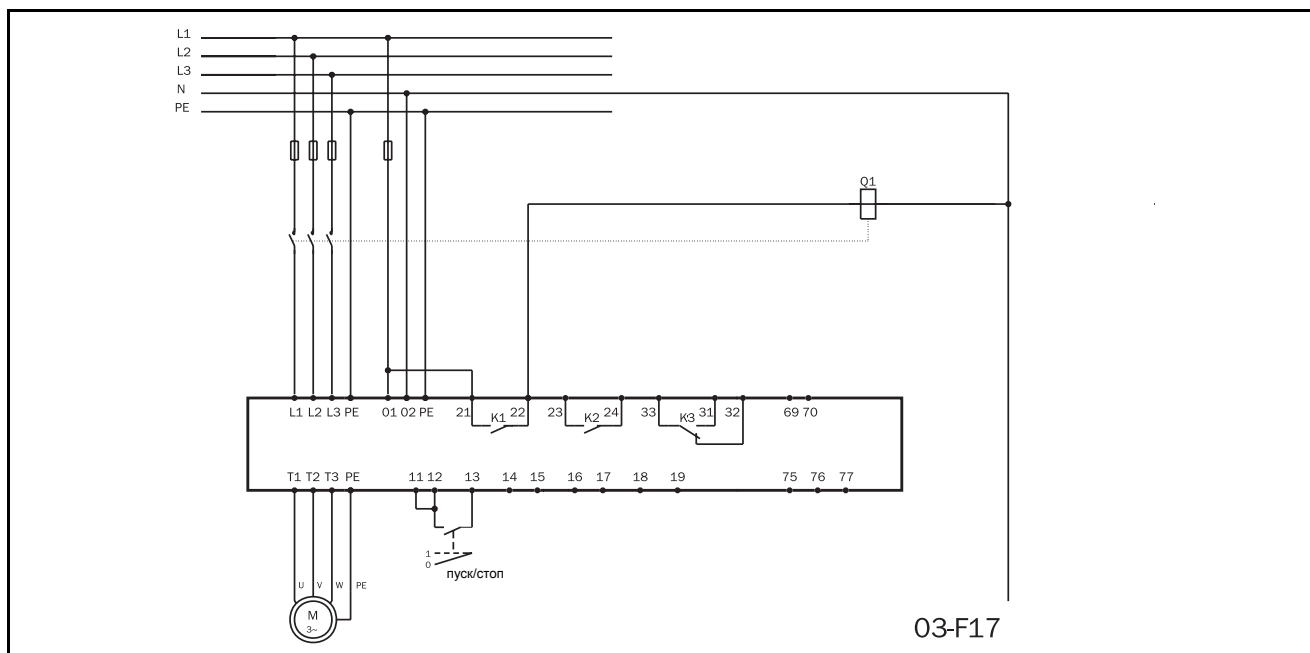 L1
L2
L3
N
PE
Q1
L1 L2 L3 PE 01 02 PE 21 K1 22 23 K2 24 33 K3 31 32 69 70
T1 T2 T3 PE 11 12 13 14 15 16 17 18 19 75 76 77
1
0
пуск/стоп
U V W PE
M
3~
03-F17